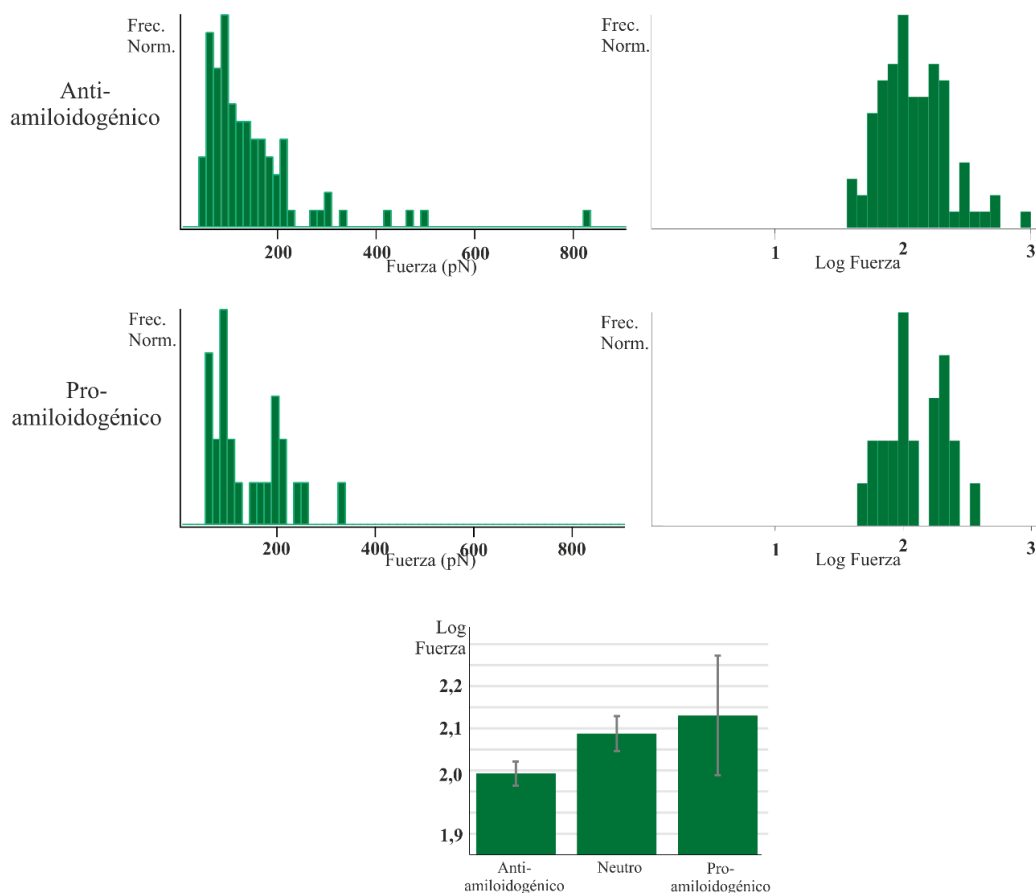 Frec.
Norm.
Anti-
amiloidogénico
200
400
600
800
Fuerza (pN)
Frec.
Norm.
1
2
3
Log Fuerza
Frec.
Norm.
Pro-
amiloidogénico
200
400
600
800
Fuerza (pN)
Frec.
Norm.
1
2
3
Log Fuerza
Log
Fuerza
2,2
2,1
2,0
1,9
Anti-
amiloidogénico
Neutro
Pro-
amiloidogénico